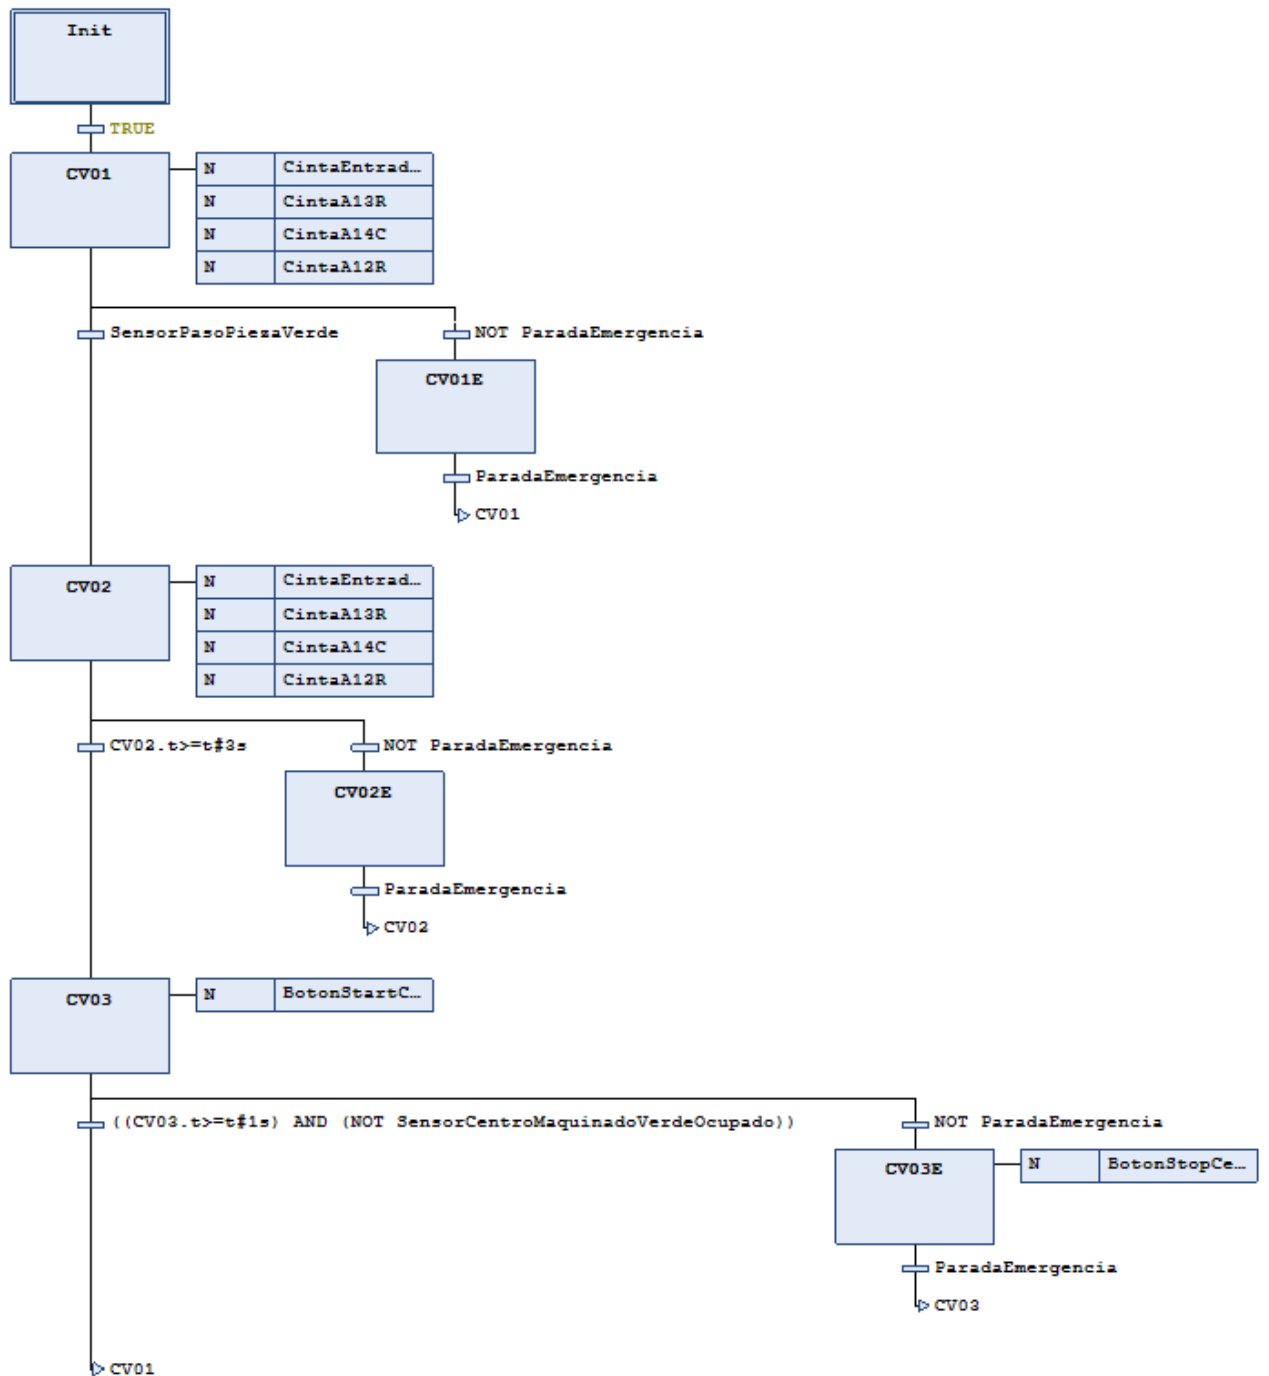 Init
TRUE
CV01
N CintaEntrad...
N CintaA13R
N CintaA14C
N CintaA12R
SensorPasoPiezaVerde
NOT ParadaEmergencia
CV01E
ParadaEmergencia
CV01
CV02
N CintaEntrad...
N CintaA13R
N CintaA14C
N CintaA12R
CV02.t>=t#3s
NOT ParadaEmergencia
CV02E
ParadaEmergencia
CV02
CV03
N BotonStartC...
((CV03.t>=t#1s) AND (NOT SensorCentroMaquinadoVerdeOcupado))
NOT ParadaEmergencia
CV03E
N BotonStopCe...
ParadaEmergencia
CV03
CV01